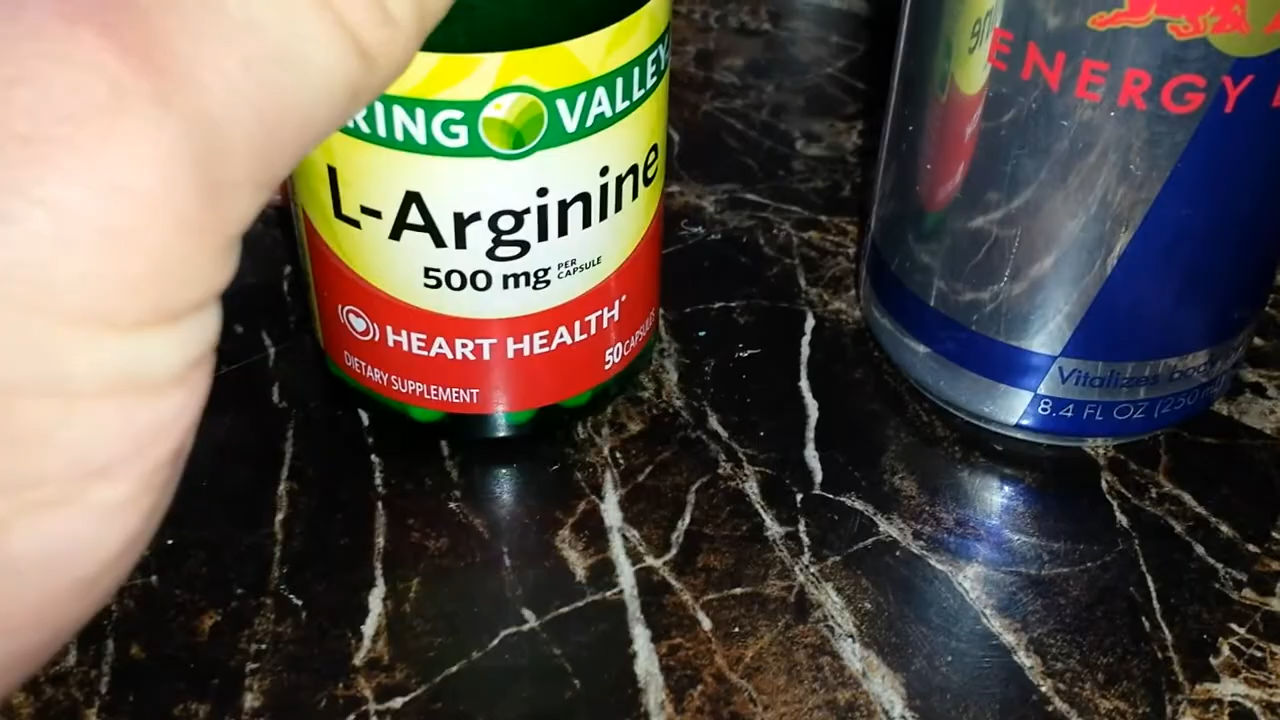 RING VALLEY
L-Arginine
500 mg PER
CAPSULE
HEART HEALTH*
50 CAPSULES
DIETARY SUPPLEMENT
ENERGY
Vitalizes body
8.4 FL OZ (250 m